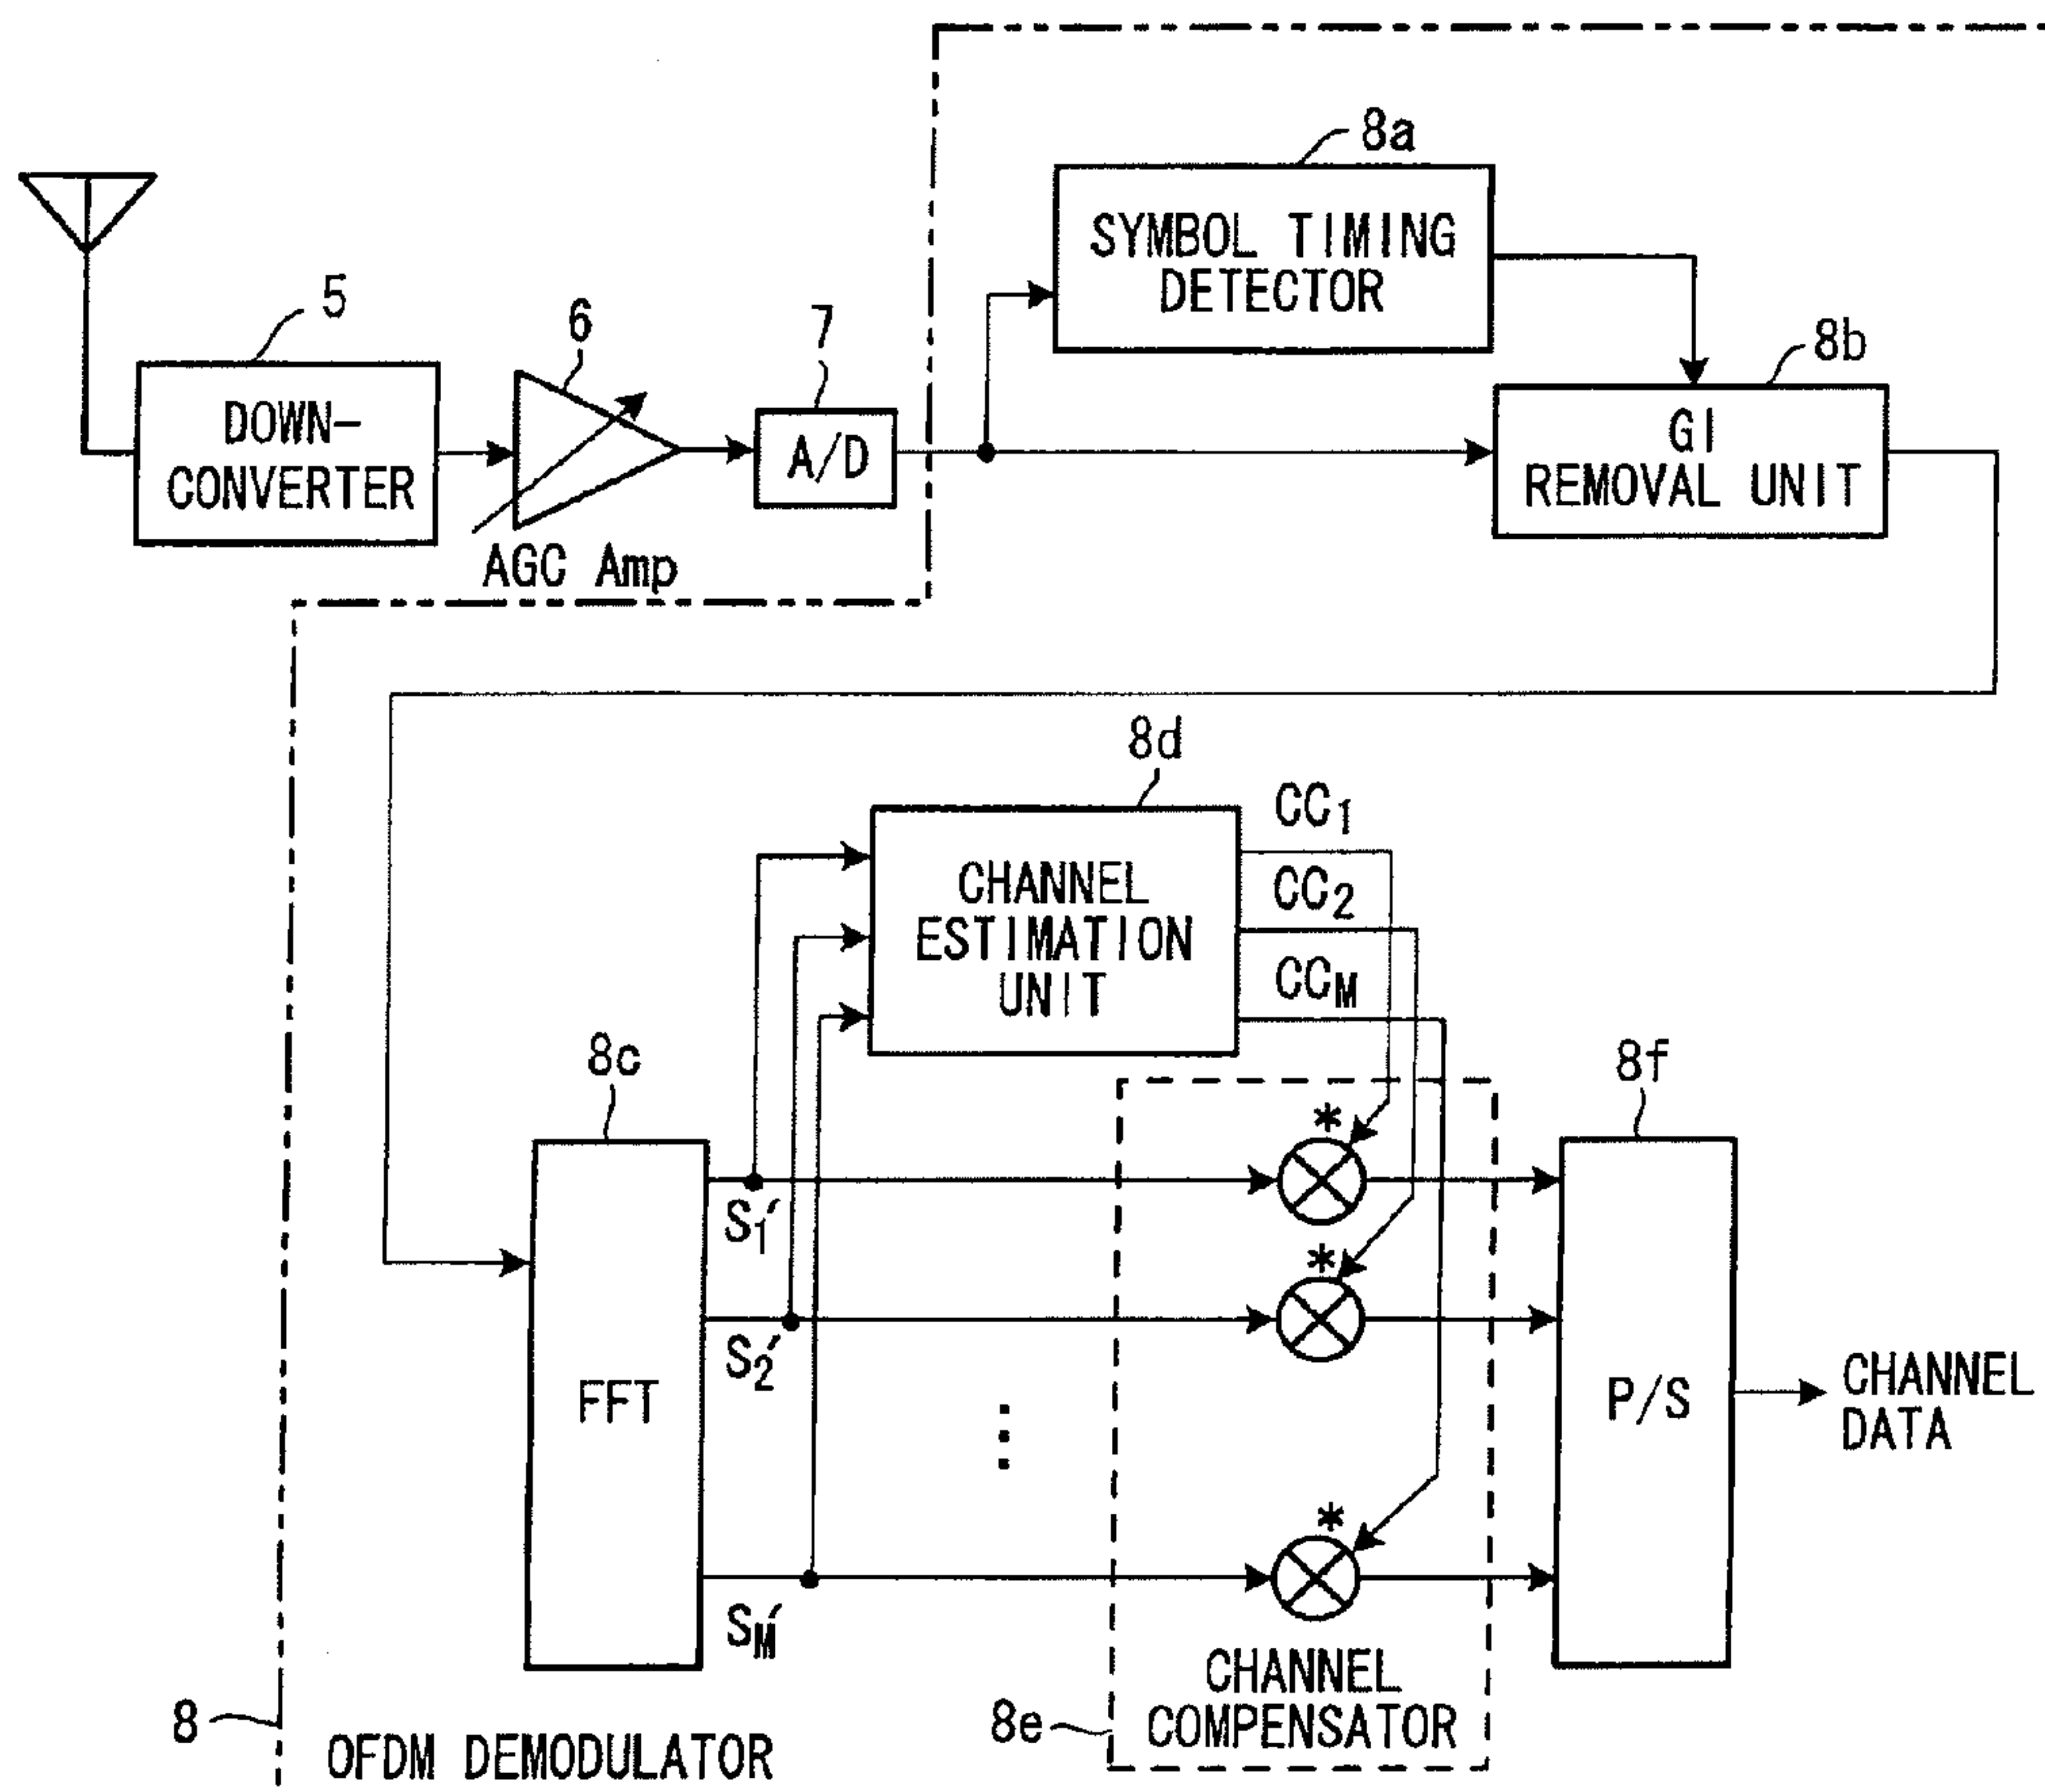 8a
SYMBOL TIMING
DETECTOR
5
6
7
8b
DOWN-
CONVERTER
A/D
GI
REMOVAL UNIT
AGC Amp
8d
CC1
CHANNEL
ESTIMATION
UNIT
CC2
CCM
8c
8f
*
S1′
*
S2′
FFT
P/S
CHANNEL
DATA
*
SM′
CHANNEL
COMPENSATOR
8
8e
OFDM DEMODULATOR